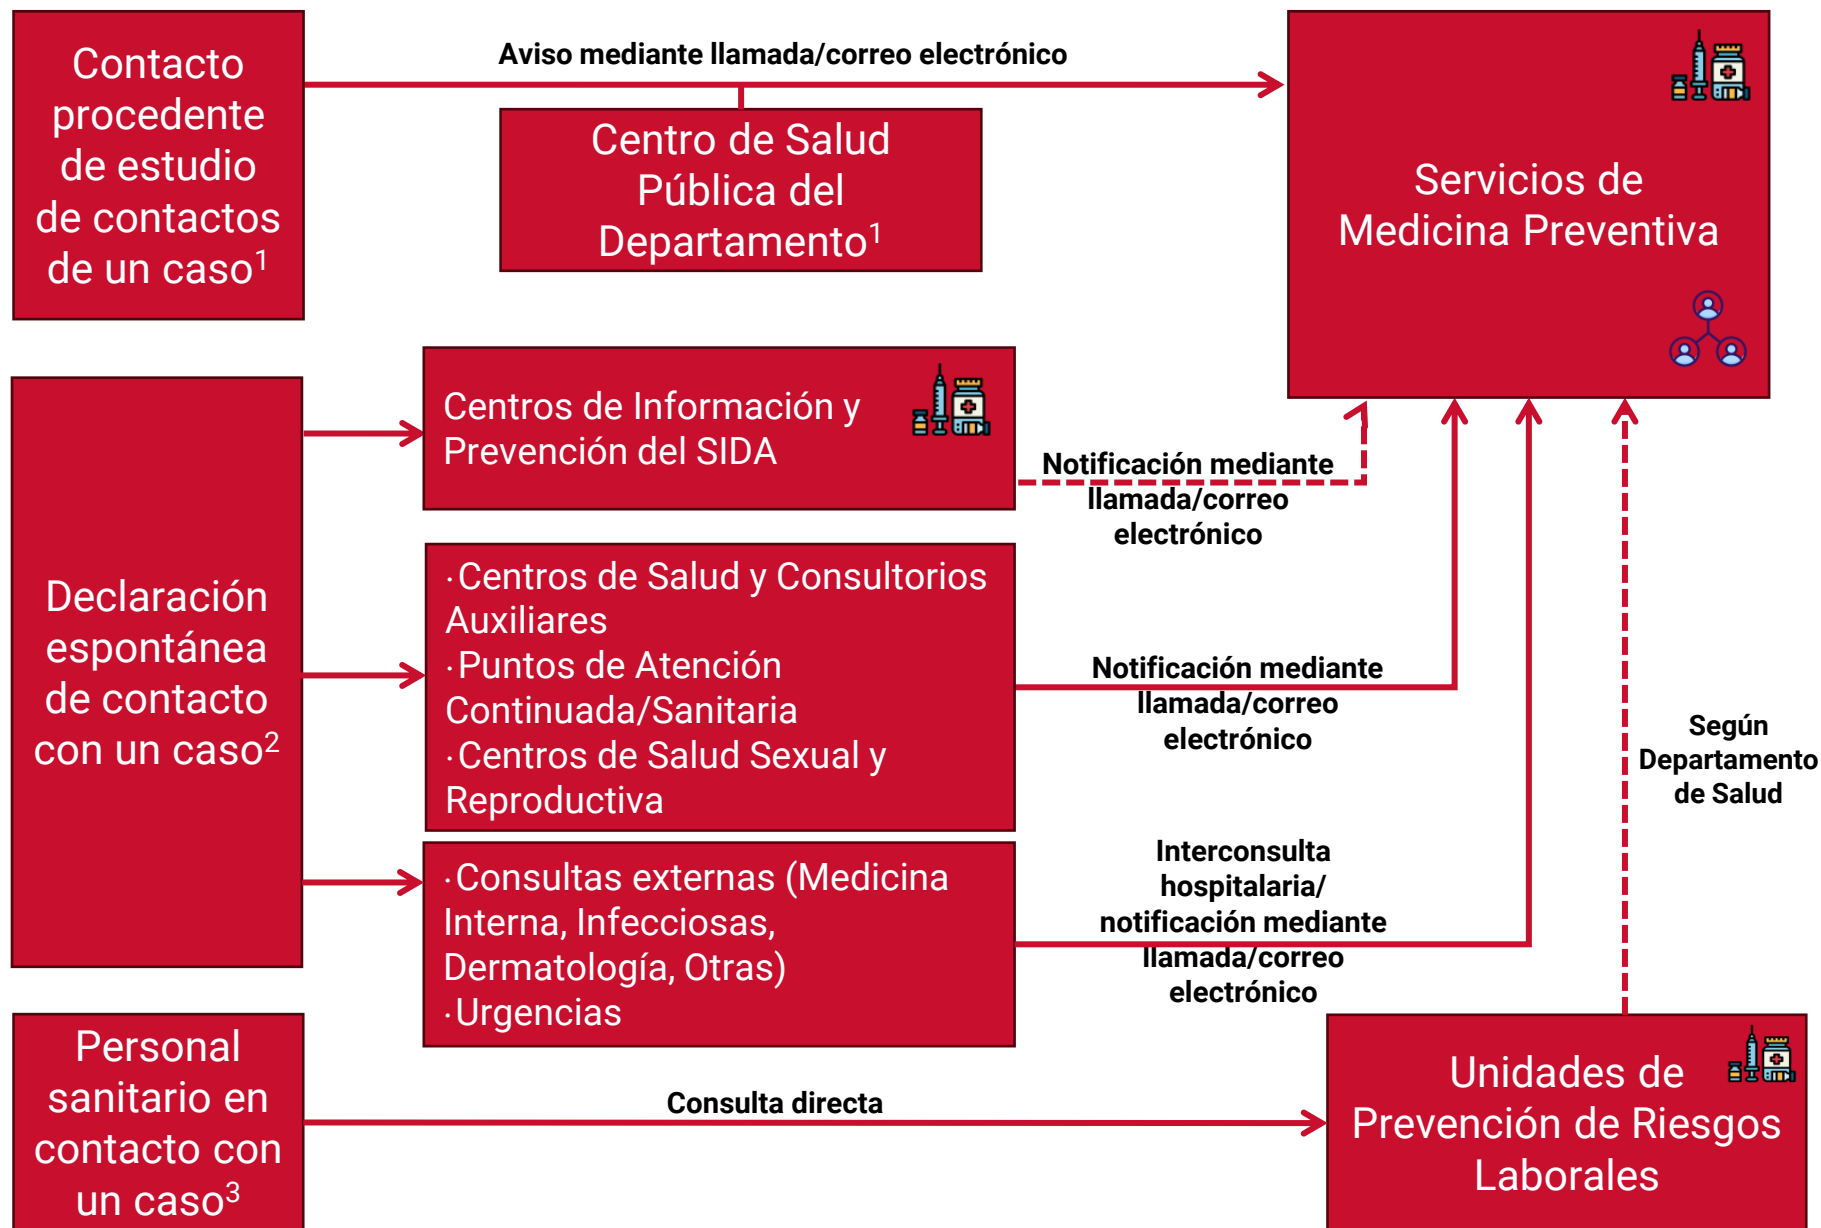 Contacto
procedente
de estudio
de contactos
de un caso¹
Aviso mediante llamada/correo electrónico
Centro de Salud
Pública del
Departamento¹
Servicios de
Medicina Preventiva
Declaración
espontánea
de contacto
con un caso²
Centros de Información y
Prevención del SIDA
Notificación mediante
llamada/correo
electrónico
·Centros de Salud y Consultorios
Auxiliares
·Puntos de Atención
Continuada/Sanitaria
·Centros de Salud Sexual y
Reproductiva
Notificación mediante
llamada/correo
electrónico
·Consultas externas (Medicina
Interna, Infecciosas,
Dermatología, Otras)
·Urgencias
Interconsulta
hospitalaria/
notificación mediante
llamada/correo
electrónico
Según
Departamento
de Salud
Personal
sanitario en
contacto con
un caso³
Consulta directa
Unidades de
Prevención de Riesgos
Laborales